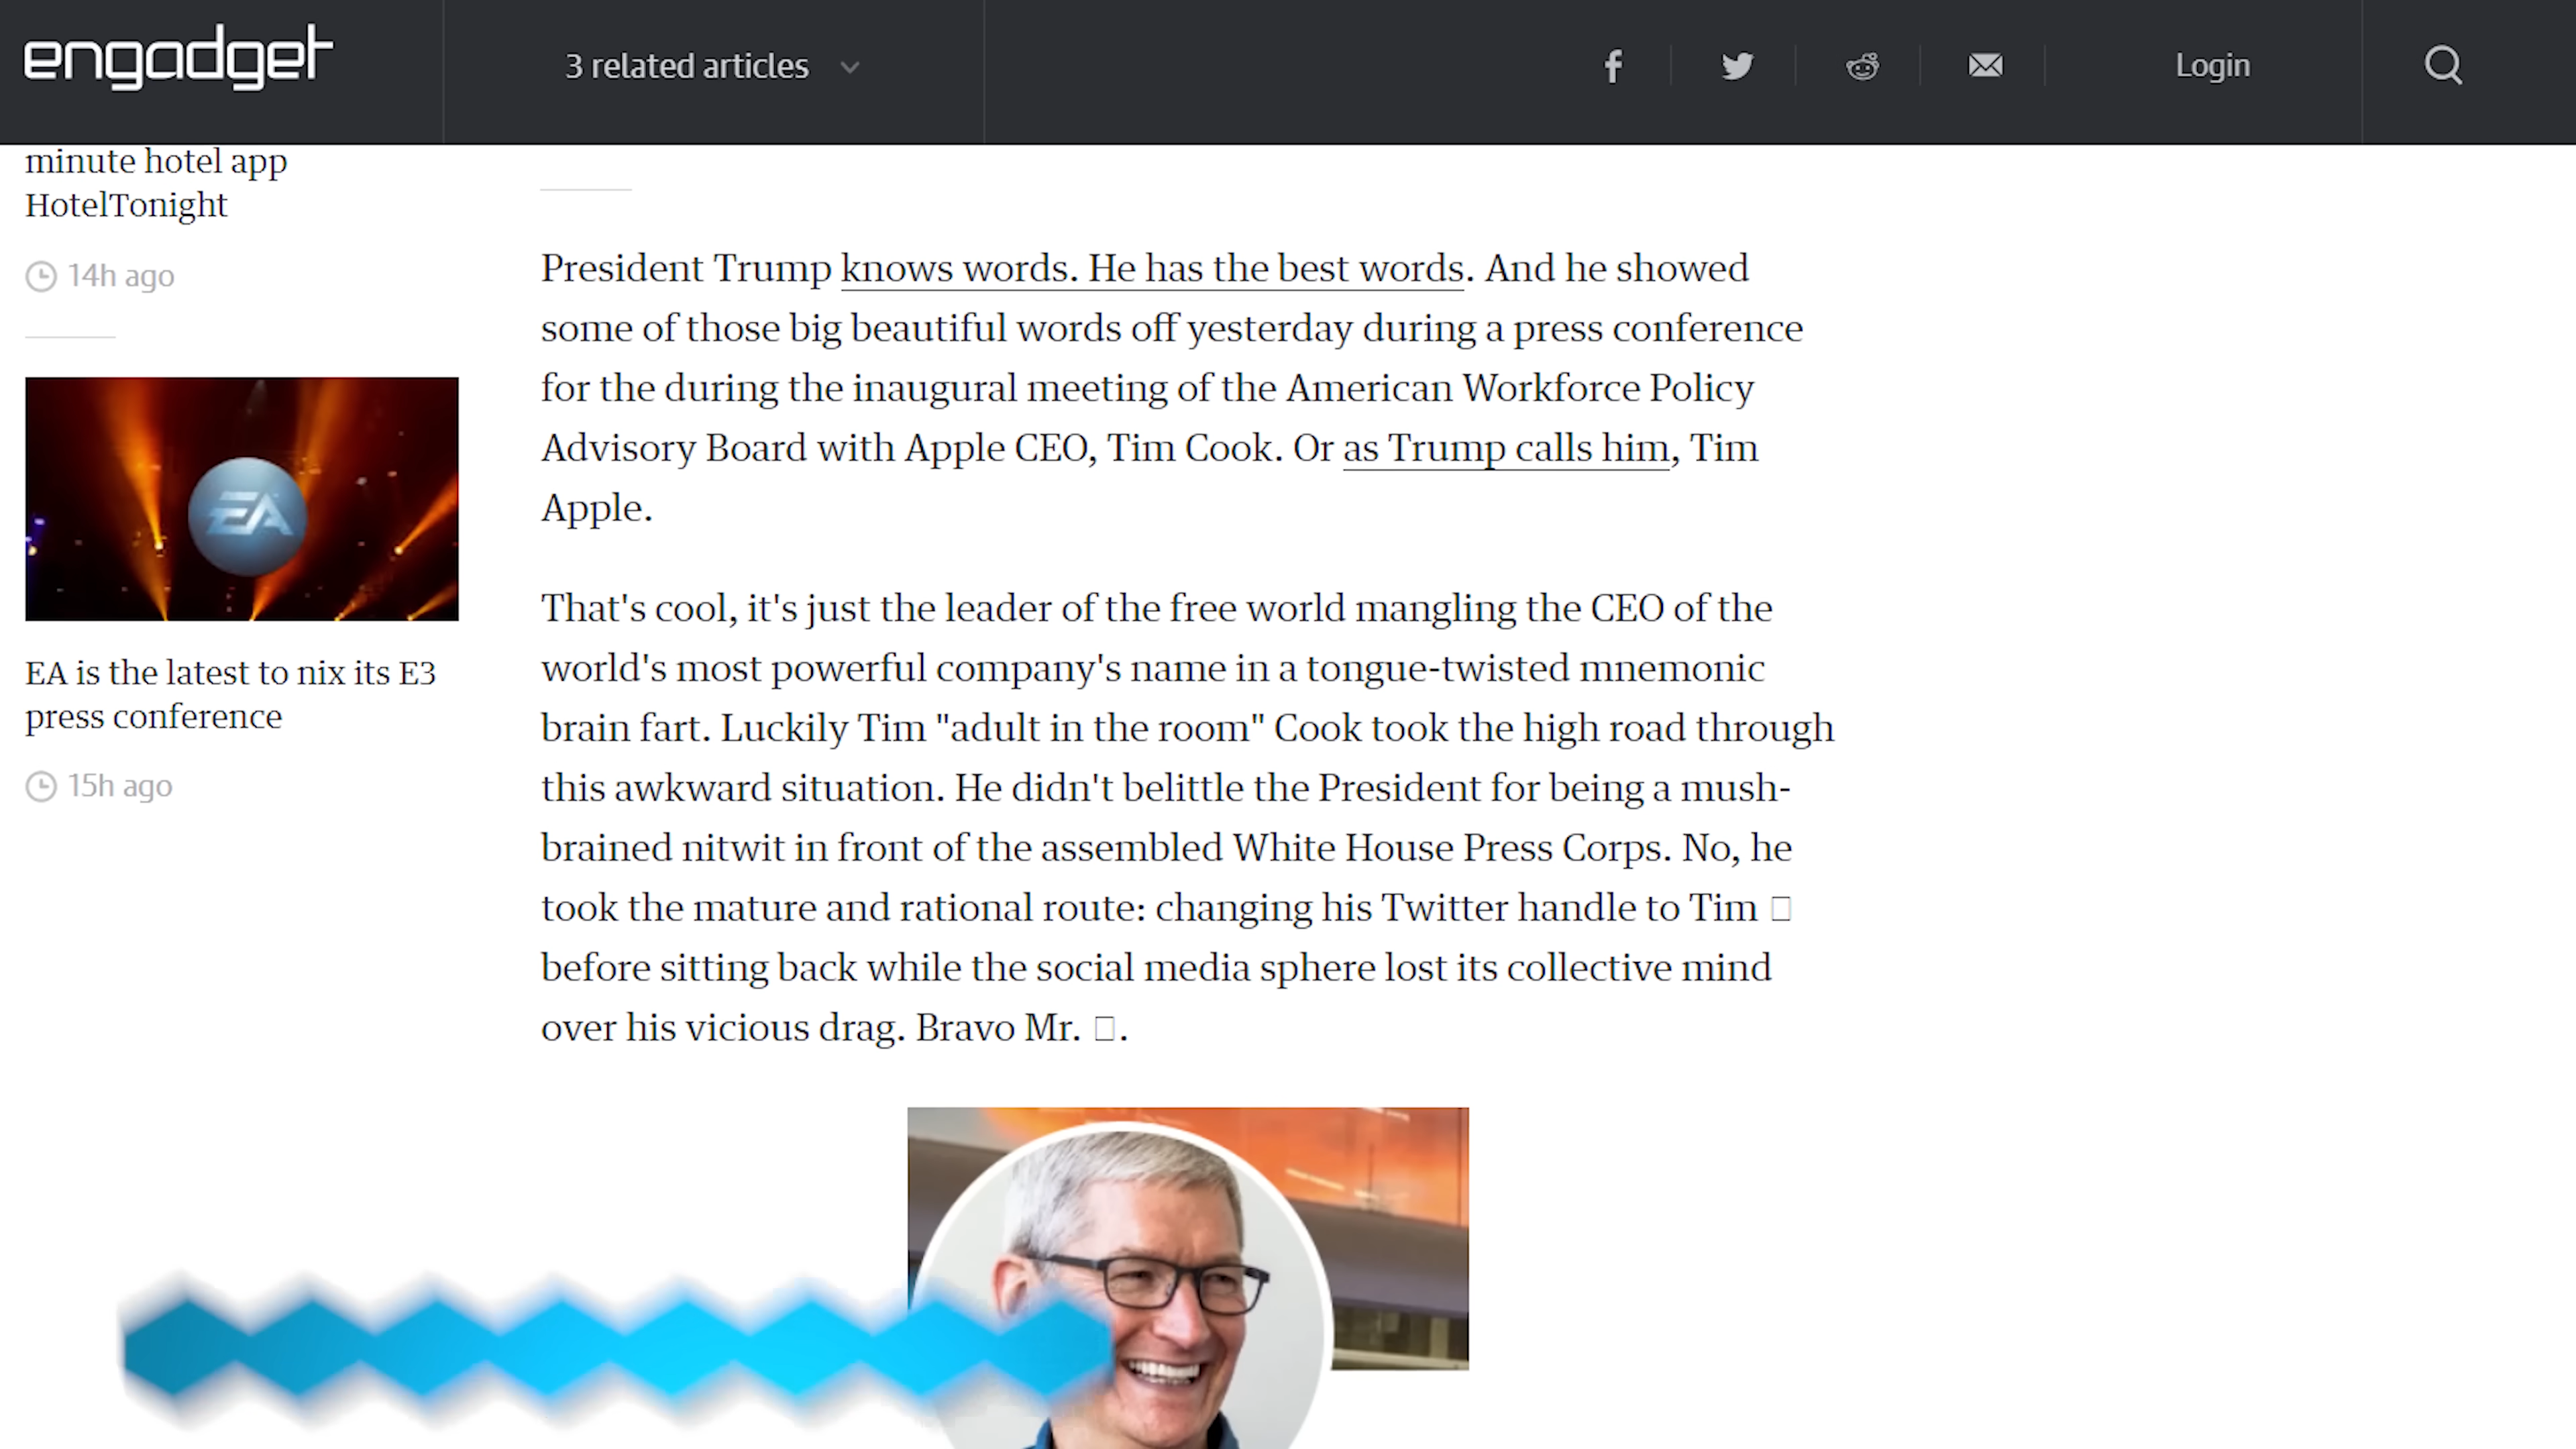 engadget
3 related articles
Login
minute hotel app
HotelTonight
14h ago
EA
EA is the latest to nix its E3
press conference
15h ago
President Trump knows words. He has the best words. And he showed
some of those big beautiful words off yesterday during a press conference
for the during the inaugural meeting of the American Workforce Policy
Advisory Board with Apple CEO, Tim Cook. Or as Trump calls him, Tim
Apple.
That's cool, it's just the leader of the free world mangling the CEO of the
world's most powerful company's name in a tongue-twisted mnemonic
brain fart. Luckily Tim "adult in the room" Cook took the high road through
this awkward situation. He didn't belittle the President for being a mush-
brained nitwit in front of the assembled White House Press Corps. No, he
took the mature and rational route: changing his Twitter handle to Tim □
before sitting back while the social media sphere lost its collective mind
over his vicious drag. Bravo Mr. □.